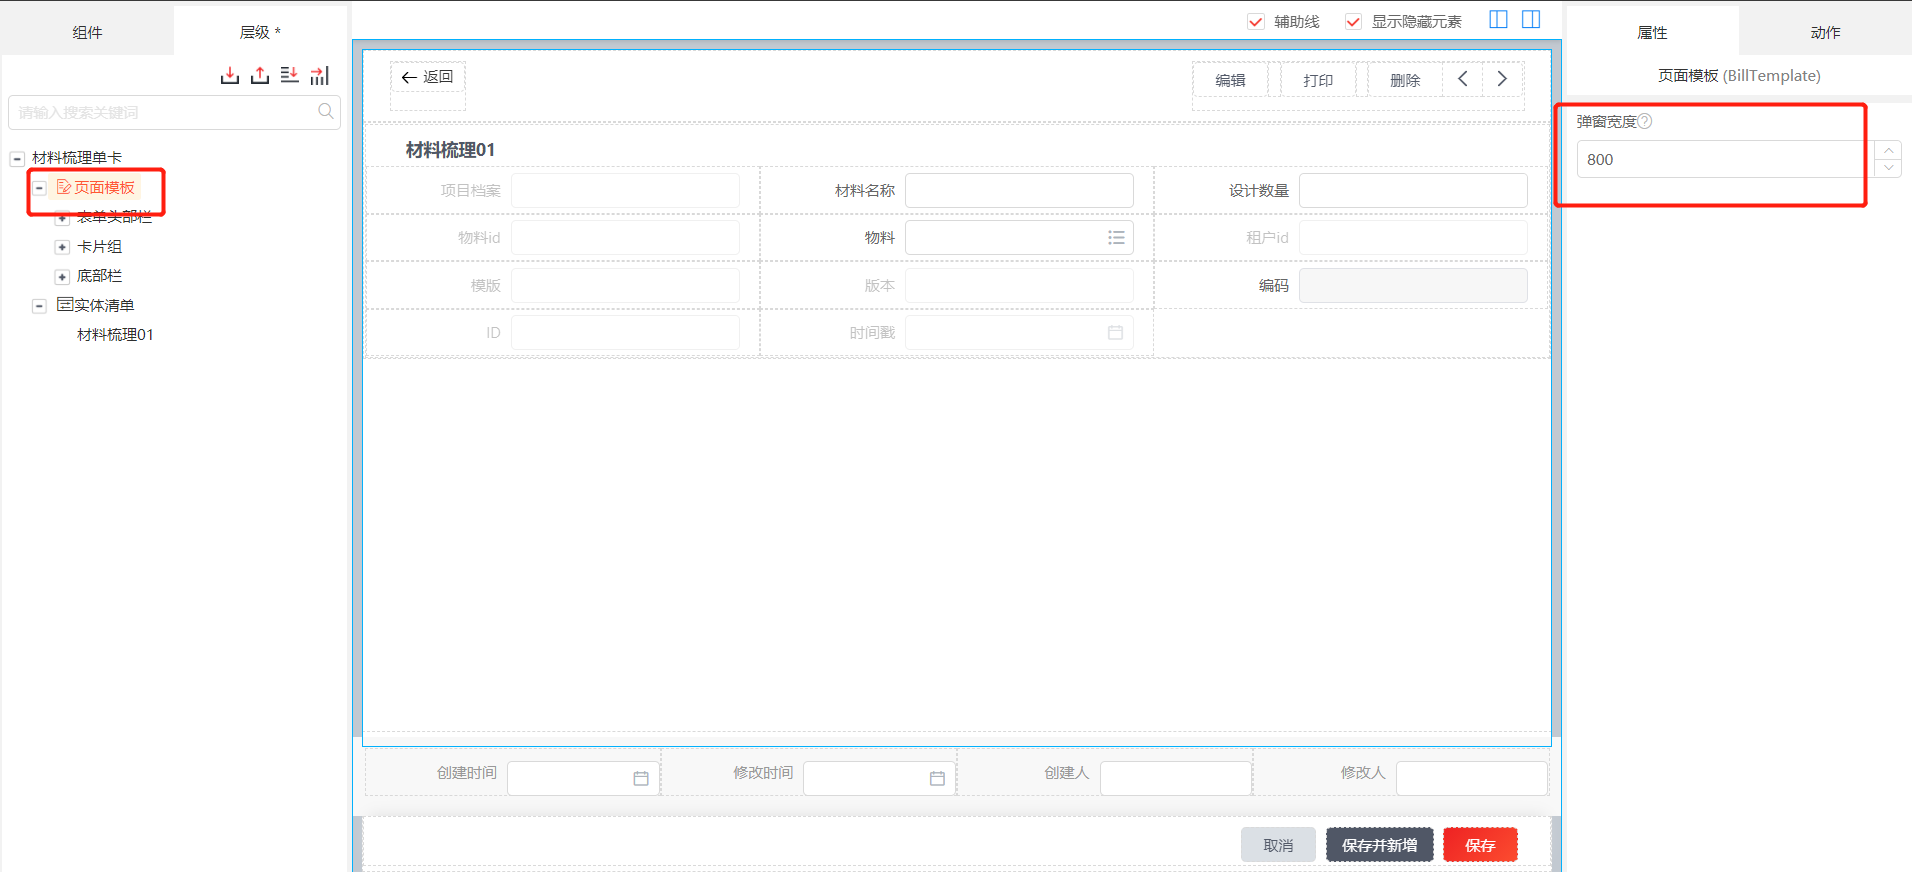 组件
层级 *
请输入搜索关键词
材料梳理单卡
页面模板
表单头部栏
卡片组
底部栏
实体清单
材料梳理01
辅助线
显示隐藏元素
返回
编辑
打印
删除
材料梳理01
项目档案
材料名称
设计数量
物料id
物料
租户id
模版
版本
编码
ID
时间戳
创建时间
修改时间
创建人
修改人
取消
保存并新增
保存
属性
动作
页面模板 (BillTemplate)
弹窗宽度?
800